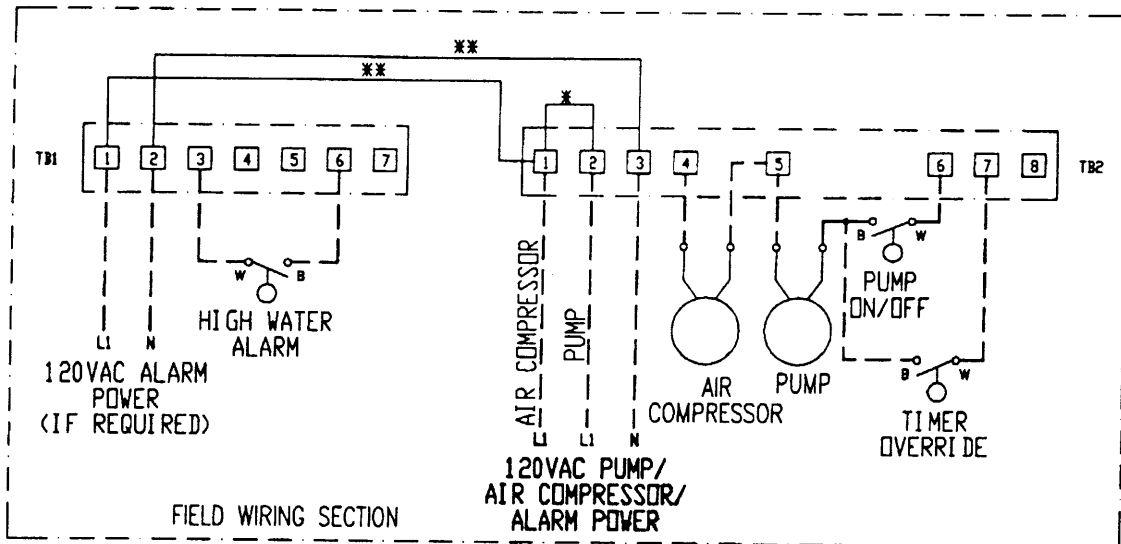 **
**
*
TB1
1 2 3 4 5 6 7
1 2 3 4 5 6 7 8
TB2
W B
HIGH WATER
ALARM
L1 N
120VAC ALARM
POWER
(IF REQUIRED)
AIR COMPRESSOR
PUMP
L1 L1 N
120VAC PUMP/
AIR COMPRESSOR/
ALARM POWER
AIR
COMPRESSOR
PUMP
B W
PUMP
ON/OFF
B W
TIMER
OVERRIDE
FIELD WIRING SECTION